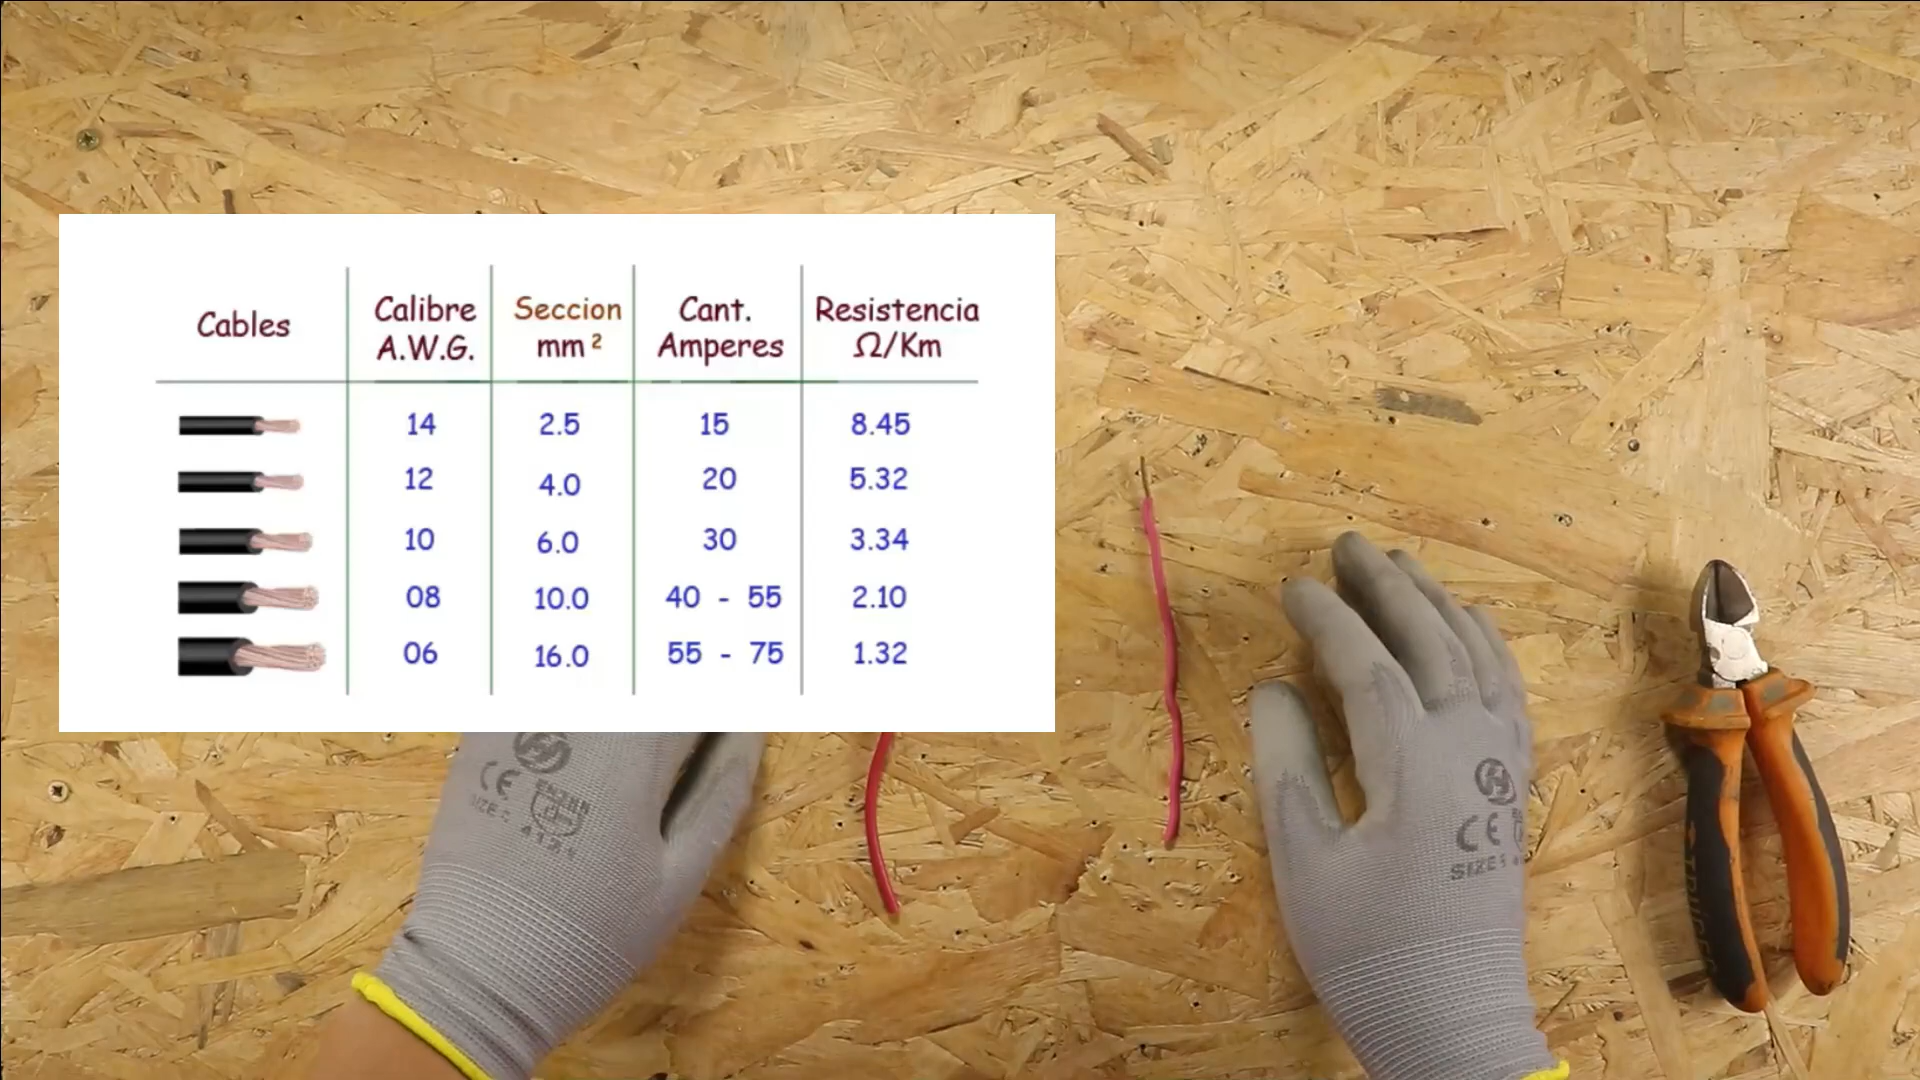 Cables
Calibre A.W.G.
Seccion mm²
Cant. Amperes
Resistencia Ω/Km
14 2.5 15 8.45
12 4.0 20 5.32
10 6.0 30 3.34
08 10.0 40 - 55 2.10
06 16.0 55 - 75 1.32
CE
CE
SIZE